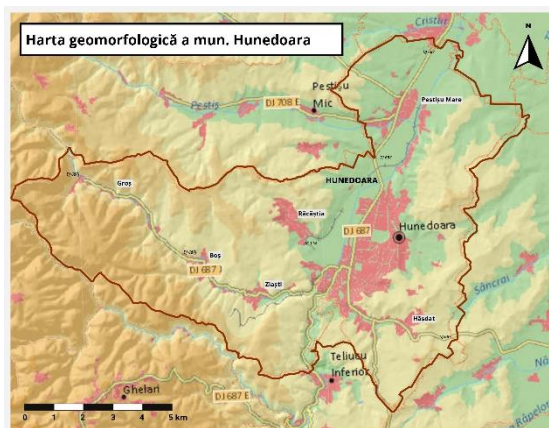 Harta geomorfologică a mun. Hunedoara
N
Cristur
Pestișu Mare
Peștișu
Mic
Peștiș
DJ 708 E
HUNEDOARA
Groș
Răcăștia
Hunedoara
DJ 687
Boș
DJ 687 J
Zlaști
Hășdat
Sâncrai
Teliucu
Inferior
Ghelari
DJ 687 E
0 1 2 3 4 5 km